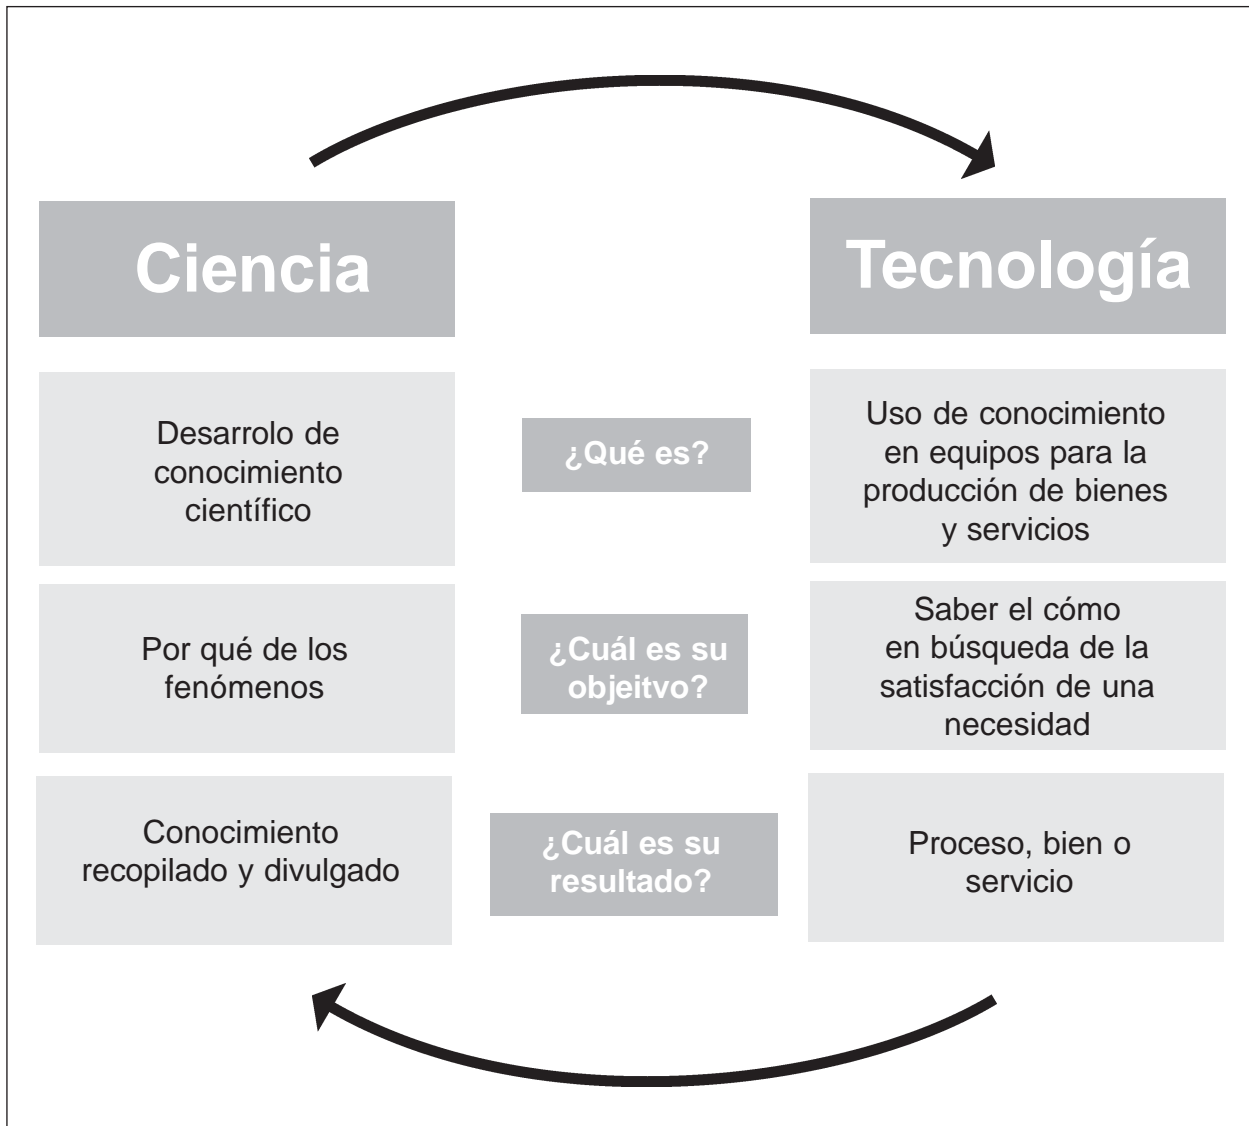 Ciencia
Tecnología
Desarrolo de
conocimiento
científico
¿Qué es?
Uso de conocimiento
en equipos para la
producción de bienes
y servicios
Por qué de los
fenómenos
¿Cuál es su
objeitvo?
Saber el cómo
en búsqueda de la
satisfacción de una
necesidad
Conocimiento
recopilado y divulgado
¿Cuál es su
resultado?
Proceso, bien o
servicio